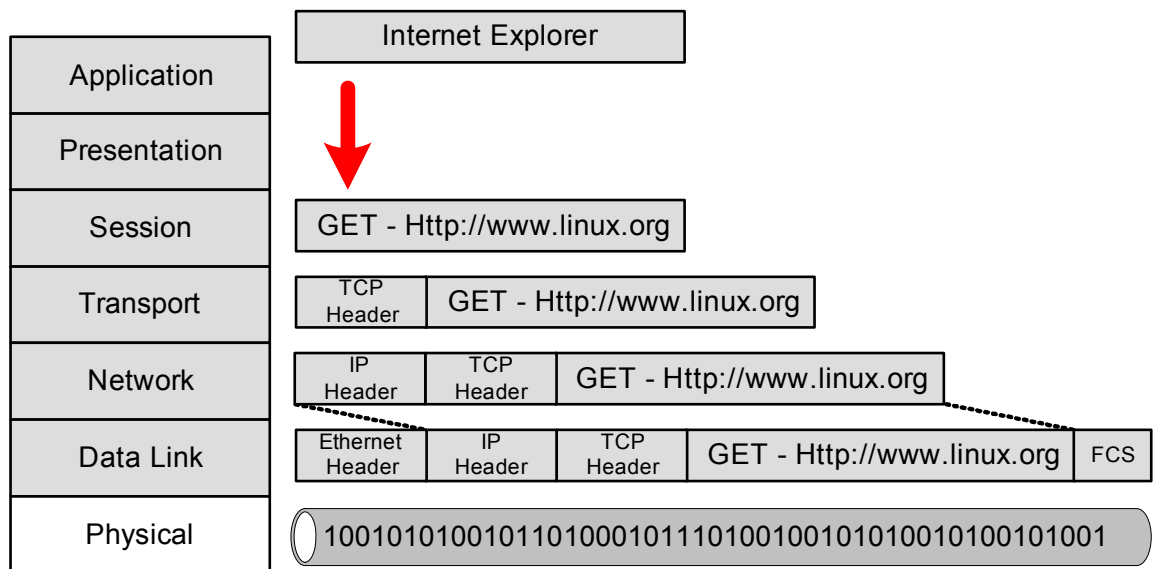 Internet Explorer
Application
Presentation
Session
GET - Http://www.linux.org
Transport
TCP
Header
GET - Http://www.linux.org
Network
IP
Header
TCP
Header
GET - Http://www.linux.org
Data Link
Ethernet
Header
IP
Header
TCP
Header
GET - Http://www.linux.org
FCS
Physical
1001010100101101000101110100100101010010100101001